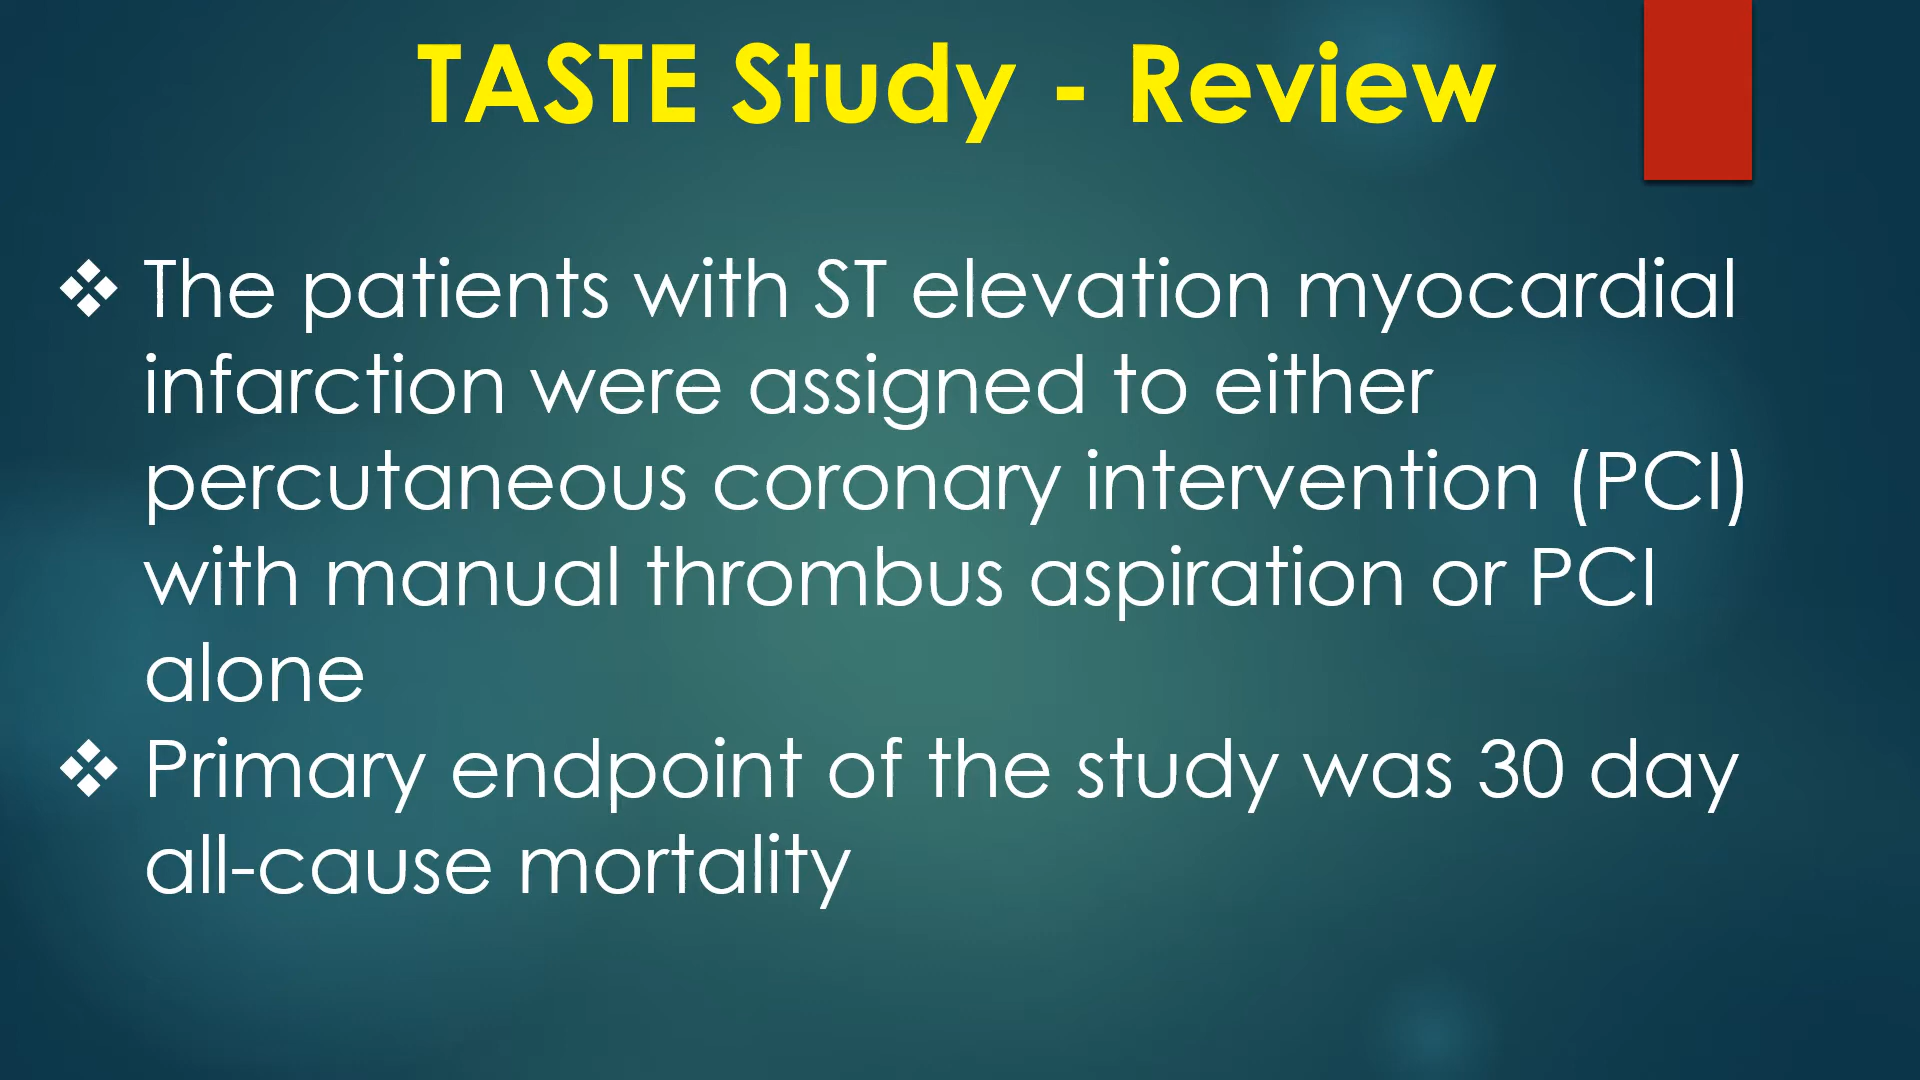 TASTE Study - Review
❖ The patients with ST elevation myocardial
infarction were assigned to either
percutaneous coronary intervention (PCI)
with manual thrombus aspiration or PCI
alone
❖ Primary endpoint of the study was 30 day
all-cause mortality